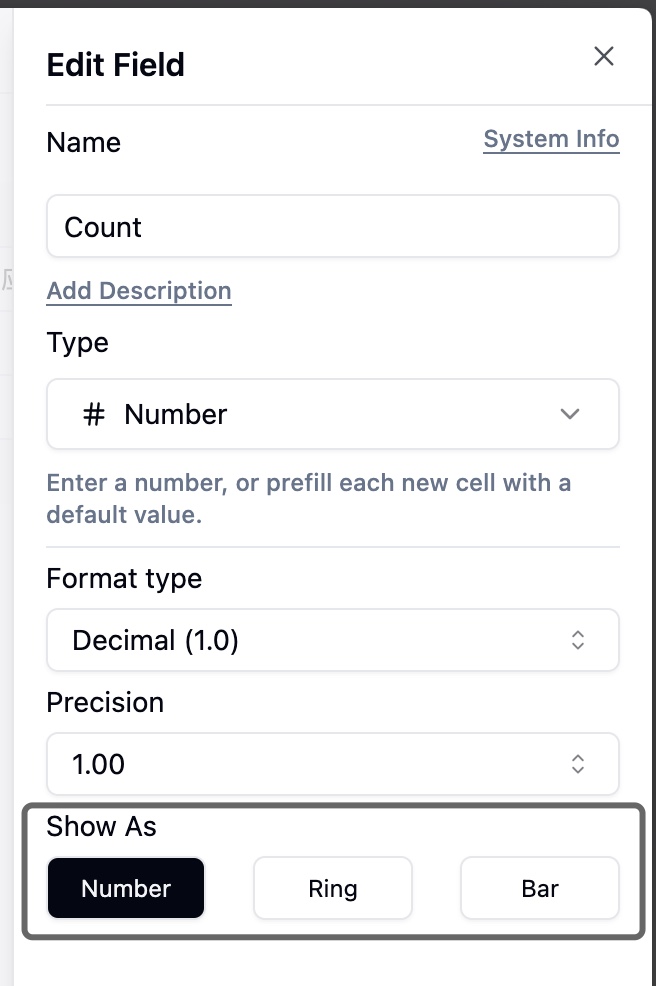 Edit Field
Name
System Info
Count
Add Description
Type
Number
Enter a number, or prefill each new cell with a
default value.
Format type
Decimal (1.0)
Precision
1.00
Show As
Number
Ring
Bar